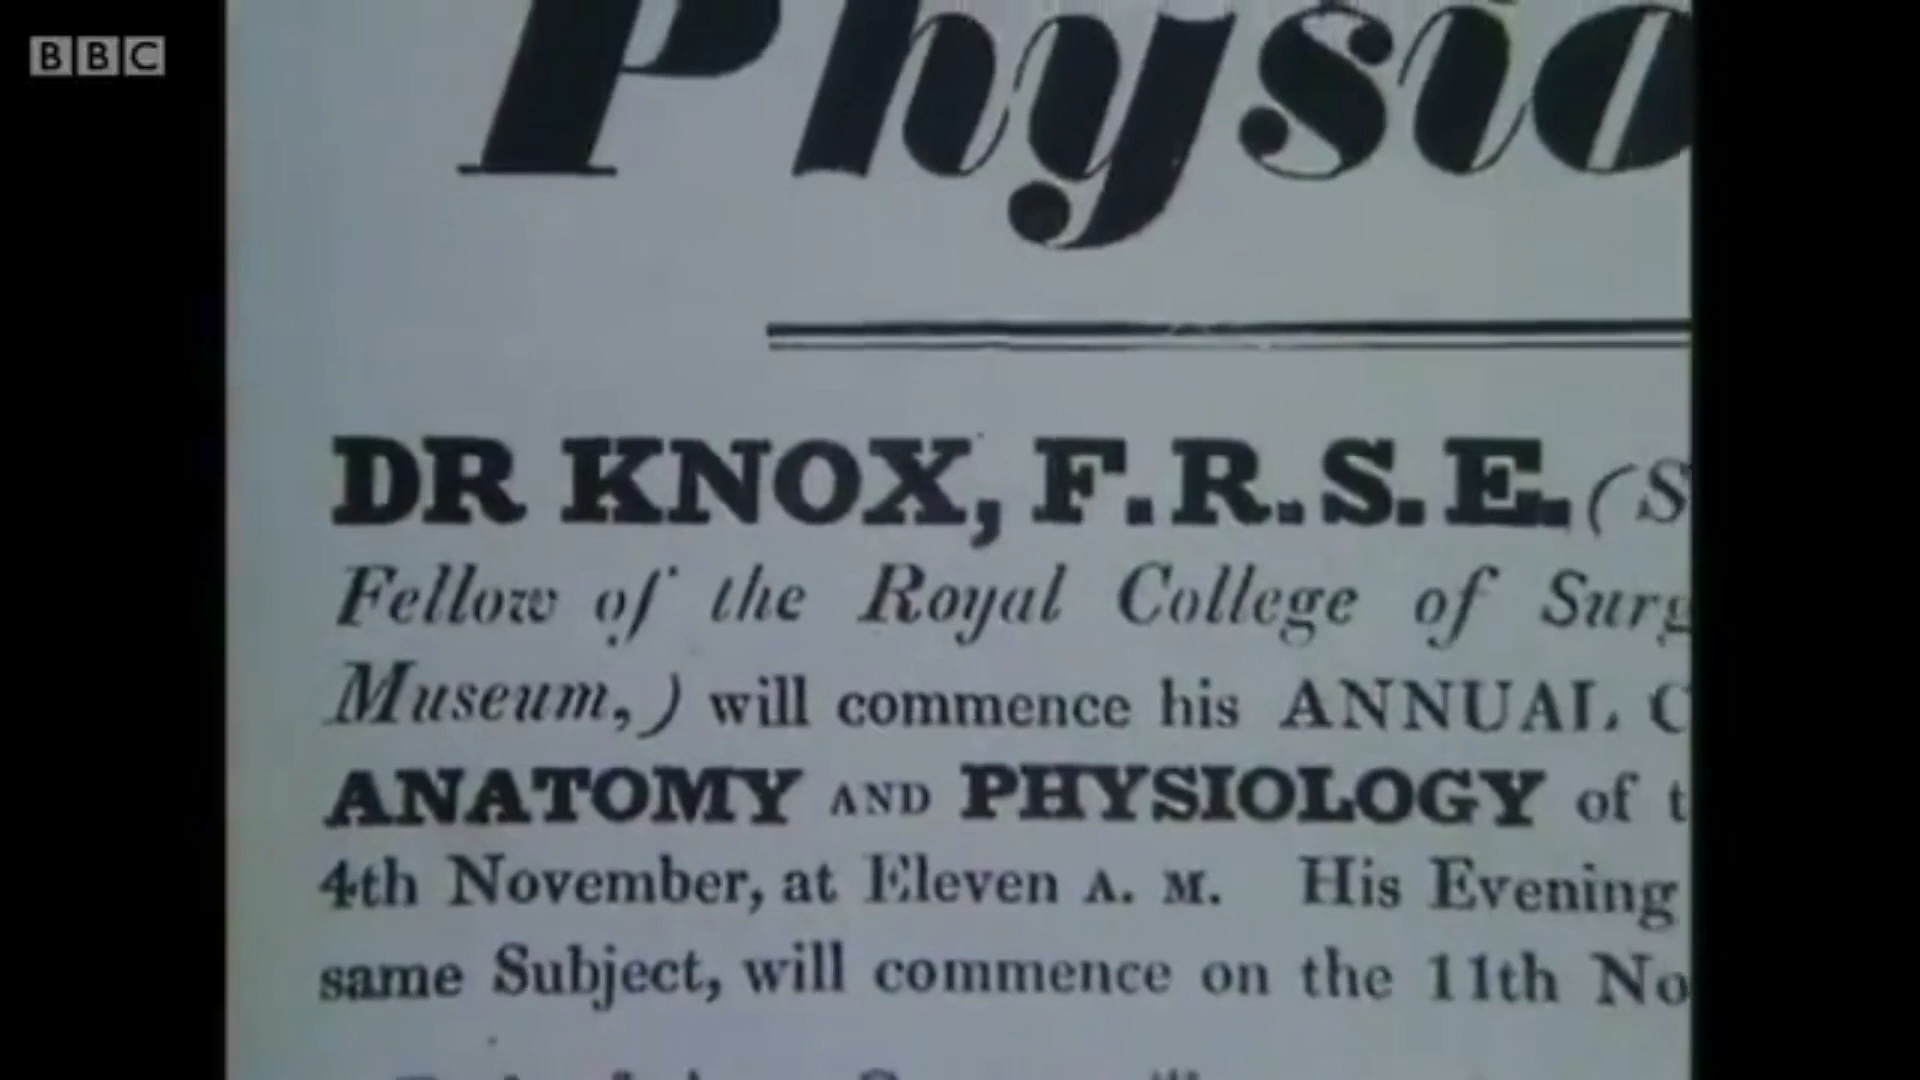 BBC
Physio
DR KNOX, F.R.S.E. (S
Fellow of the Royal College of Surg
Museum,) will commence his ANNUAL C
ANATOMY AND PHYSIOLOGY of t
4th November, at Eleven A. M. His Evening
same Subject, will commence on the 11th No